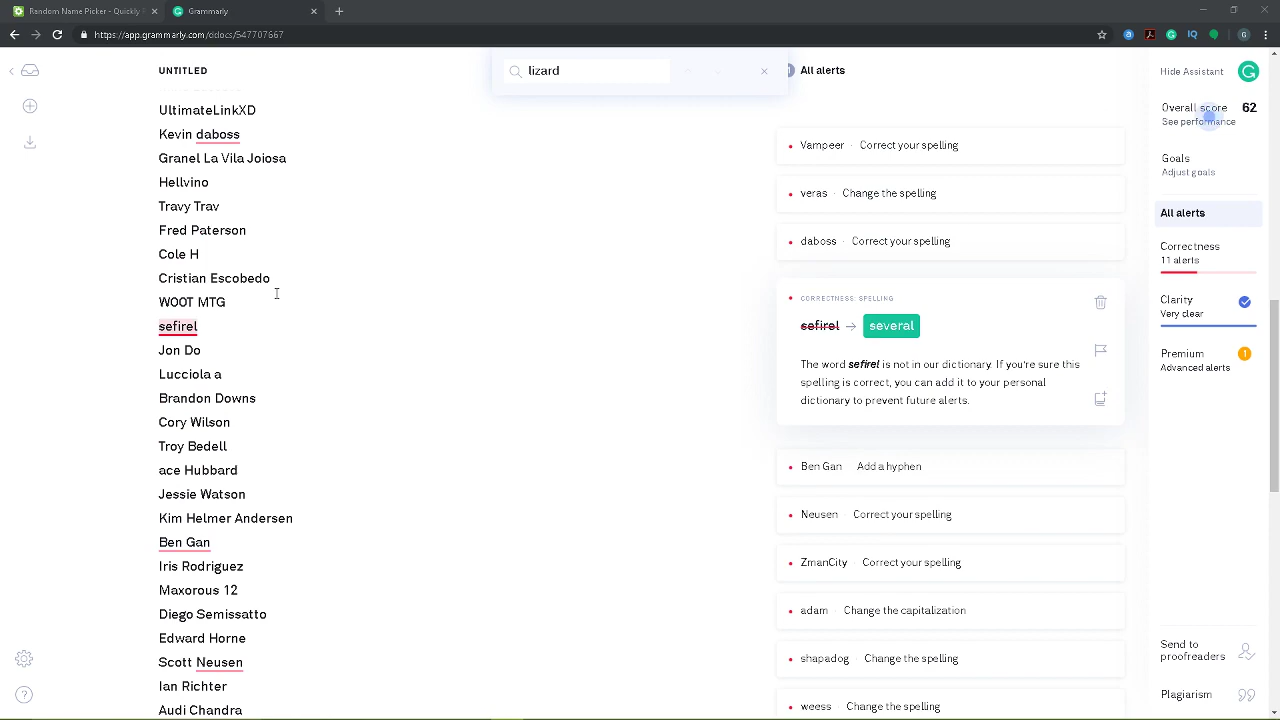 Random Name Picker - Quickly
Grammarly
https://app.grammarly.com/ddocs/547707667
UNTITLED
lizard
All alerts
Hide Assistant
UltimateLinkXD
Kevin daboss
Granel La Vila Joiosa
Hellvino
Travy Trav
Fred Paterson
Cole H
Cristian Escobedo
WOOT MTG
sefirel
Jon Do
Lucciola a
Brandon Downs
Cory Wilson
Troy Bedell
ace Hubbard
Jessie Watson
Kim Helmer Andersen
Ben Gan
Iris Rodriguez
Maxorous 12
Diego Semissatto
Edward Horne
Scott Neusen
Ian Richter
Audi Chandra
Vampeer · Correct your spelling
veras · Change the spelling
daboss · Correct your spelling
CORRECTNESS: SPELLING
sefirel → several
The word sefirel is not in our dictionary. If you're sure this
spelling is correct, you can add it to your personal
dictionary to prevent future alerts.
Ben Gan · Add a hyphen
Neusen · Correct your spelling
ZmanCity · Correct your spelling
adam · Change the capitalization
shapadog · Change the spelling
weess · Change the spelling
Overall score 62
See performance
Goals
Adjust goals
All alerts
Correctness
11 alerts
Clarity
Very clear
Premium 1
Advanced alerts
Send to
proofreaders
Plagiarism